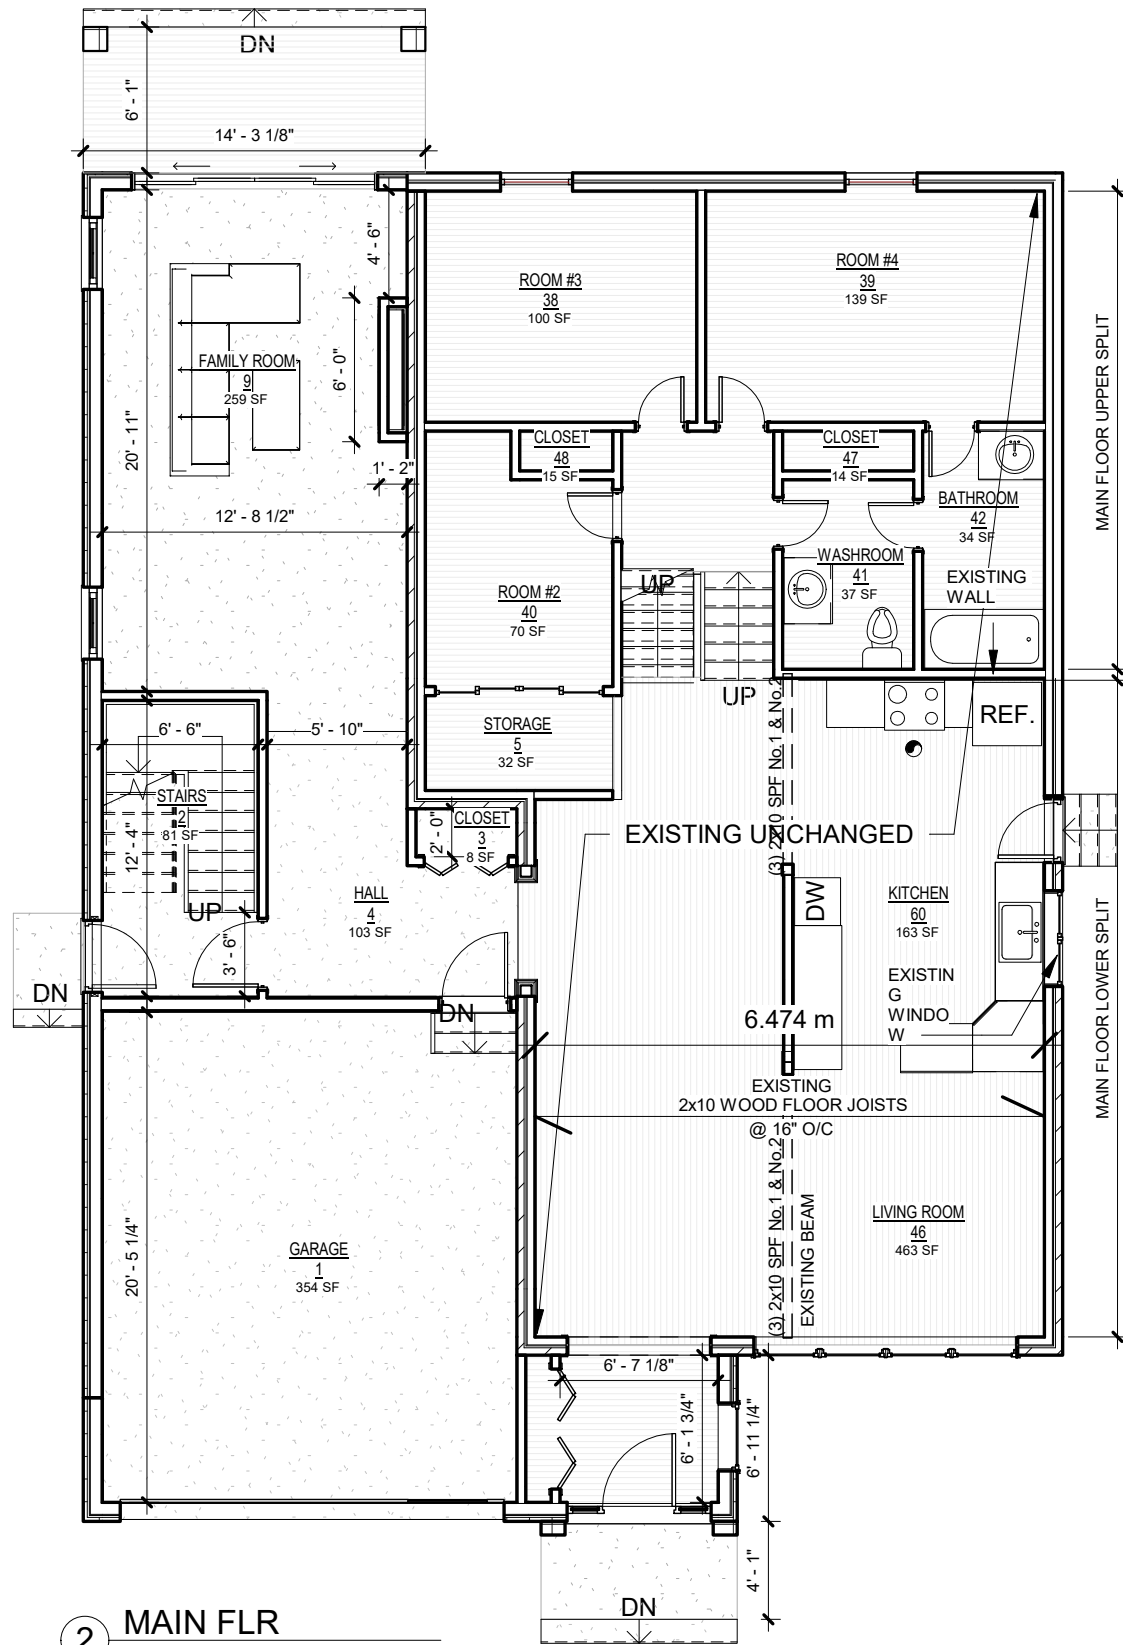 DN
6' - 1"
14' - 3 1/8"
4' - 6"
ROOM #3
38
100 SF
ROOM #4
39
139 SF
MAIN FLOOR UPPER SPLIT
FAMILY ROOM
9
259 SF
6' - 0"
20' - 11"
1' - 2"
12' - 8 1/2"
CLOSET
48
15 SF
CLOSET
47
14 SF
BATHROOM
42
34 SF
WASHROOM
41
37 SF
EXISTING
WALL
ROOM #2
40
70 SF
UP
UP
REF.
STORAGE
5
32 SF
6' - 6"
5' - 10"
STAIRS
2
81 SF
12' - 4"
UP
3' - 6"
2' - 0"
CLOSET
3
8 SF
(3) 2x10 SPF No.1 & No.2
EXISTING UNCHANGED
HALL
4
103 SF
DW
KITCHEN
60
163 SF
EXISTIN
G
WINDO
W
DN
DN
6.474 m
MAIN FLOOR LOWER SPLIT
EXISTING
2x10 WOOD FLOOR JOISTS
@ 16" O/C
(3) 2x10 SPF No.1 & No.2
EXISTING BEAM
LIVING ROOM
46
463 SF
GARAGE
1
354 SF
20' - 5 1/4"
6' - 7 1/8"
6' - 1 3/4"
6' - 11 1/4"
4' - 1"
DN
2
MAIN FLR